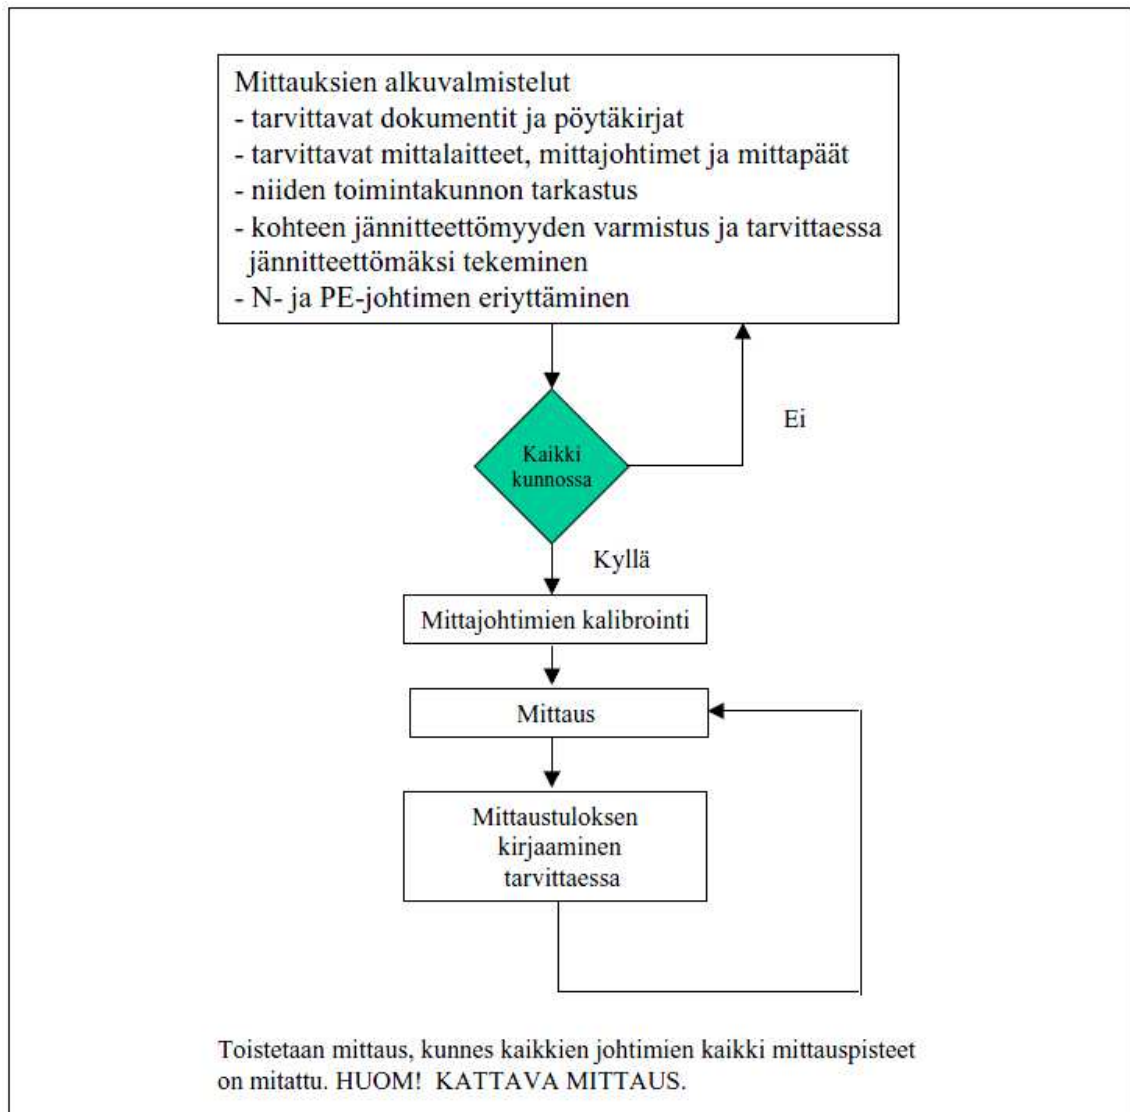 Mittauksien alkuvalmistelut
- tarvittavat dokumentit ja pöytäkirjat
- tarvittavat mittalaitteet, mittajohtimet ja mittapäät
- niiden toimintakunnon tarkastus
- kohteen jännitteettömyyden varmistus ja tarvittaessa
jännitteettömäksi tekeminen
- N- ja PE-johtimen eriyttäminen
Ei
Kaikki
kunnossa
Kyllä
Mittajohtimien kalibrointi
Mittaus
Mittaustuloksen
kirjaaminen
tarvittaessa
Toistetaan mittaus, kunnes kaikkien johtimien kaikki mittauspisteet
on mitattu. HUOM! KATTAVA MITTAUS.